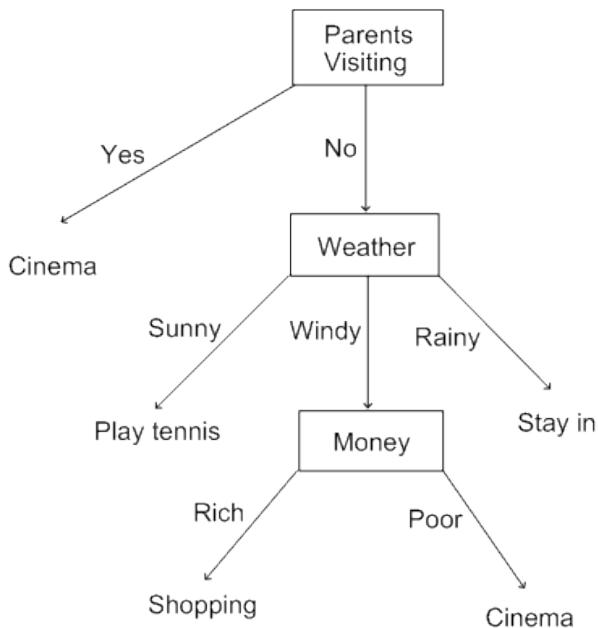 Parents
Visiting
Yes
No
Cinema
Weather
Sunny
Windy
Rainy
Play tennis
Stay in
Money
Rich
Poor
Shopping
Cinema